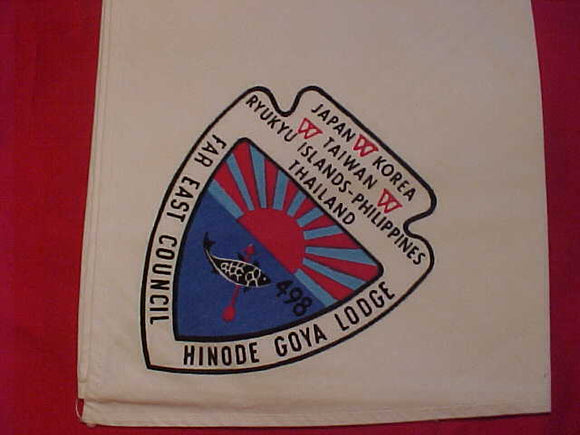 JAPAN W KOREA
W TAIWAN W
RYUKYU ISLANDS-PHILIPPINES
THAILAND
FAR EAST COUNCIL
498
HINODE GOYA LODGE